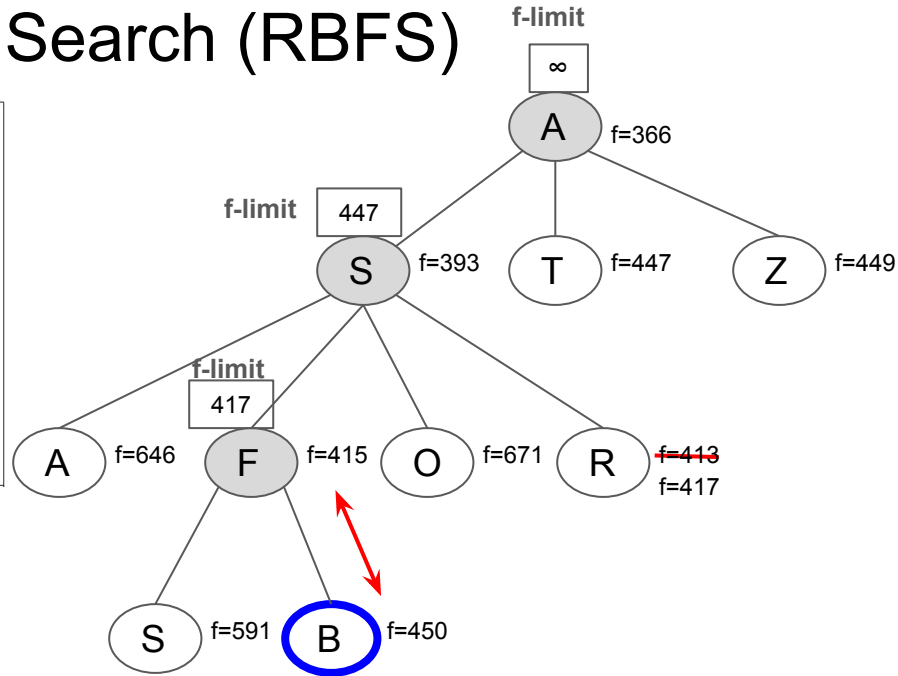 Search (RBFS)
f-limit
∞
A f=366
f-limit 447
S f=393
T f=447
Z f=449
f-limit
417
A f=646
F f=415
O f=671
R f=413
f=417
S f=591
B f=450